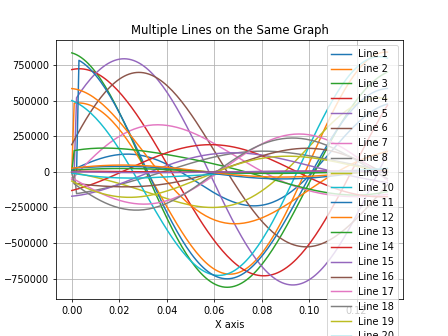 Multiple Lines on the Same Graph
750000
500000
250000
0
−250000
−500000
−750000
0.00
0.02
0.04
0.06
0.08
0.10
X axis
Line 1
Line 2
Line 3
Line 4
Line 5
Line 6
Line 7
Line 8
Line 9
Line 10
Line 11
Line 12
Line 13
Line 14
Line 15
Line 16
Line 17
Line 18
Line 19
Line 20